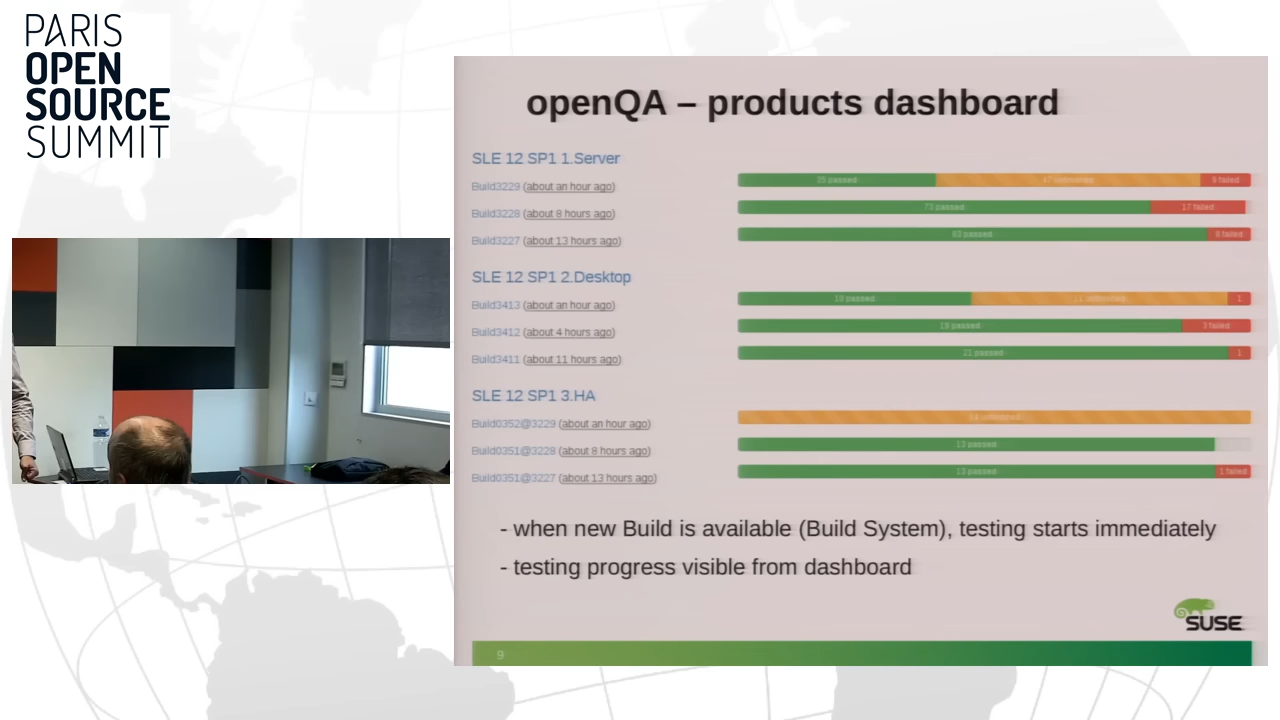 PARIS
OPEN
SOURCE
SUMMIT
openQA – products dashboard
SLE 12 SP1 1.Server
Build3229 (about an hour ago)
35 passed
9 failed
Build3228 (about 8 hours ago)
73 passed
17 failed
Build3227 (about 13 hours ago)
83 passed
8 failed
SLE 12 SP1 2.Desktop
Build3413 (about an hour ago)
10 passed
1
Build3412 (about 4 hours ago)
19 passed
3 failed
Build3411 (about 11 hours ago)
21 passed
1
SLE 12 SP1 3.HA
Build0352@3229 (about an hour ago)
Build0351@3228 (about 8 hours ago)
13 passed
Build0351@3227 (about 13 hours ago)
13 passed
1 failed
- when new Build is available (Build System), testing starts immediately
- testing progress visible from dashboard
SUSE
9